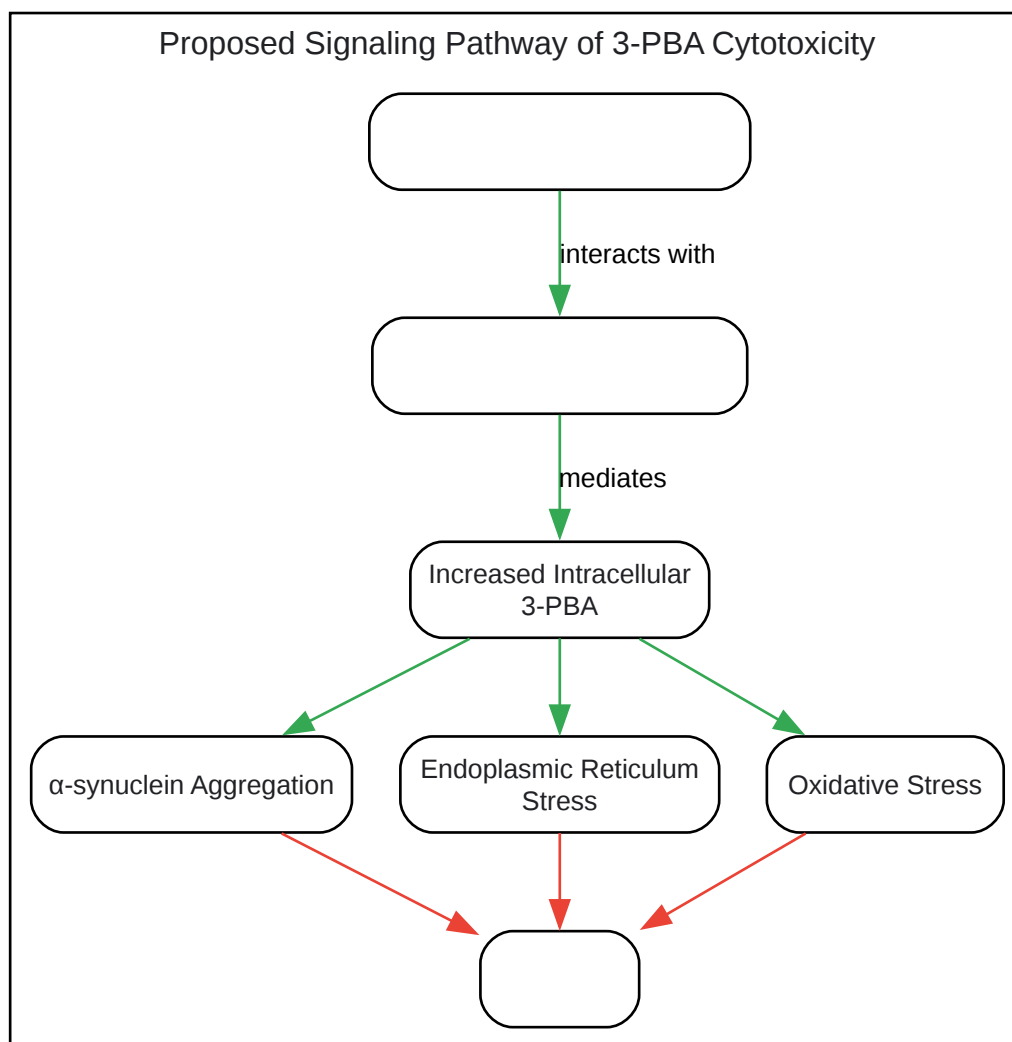 Proposed Signaling Pathway of 3-PBA Cytotoxicity
interacts with
mediates
Increased Intracellular
3-PBA
α-synuclein Aggregation
Endoplasmic Reticulum
Stress
Oxidative Stress